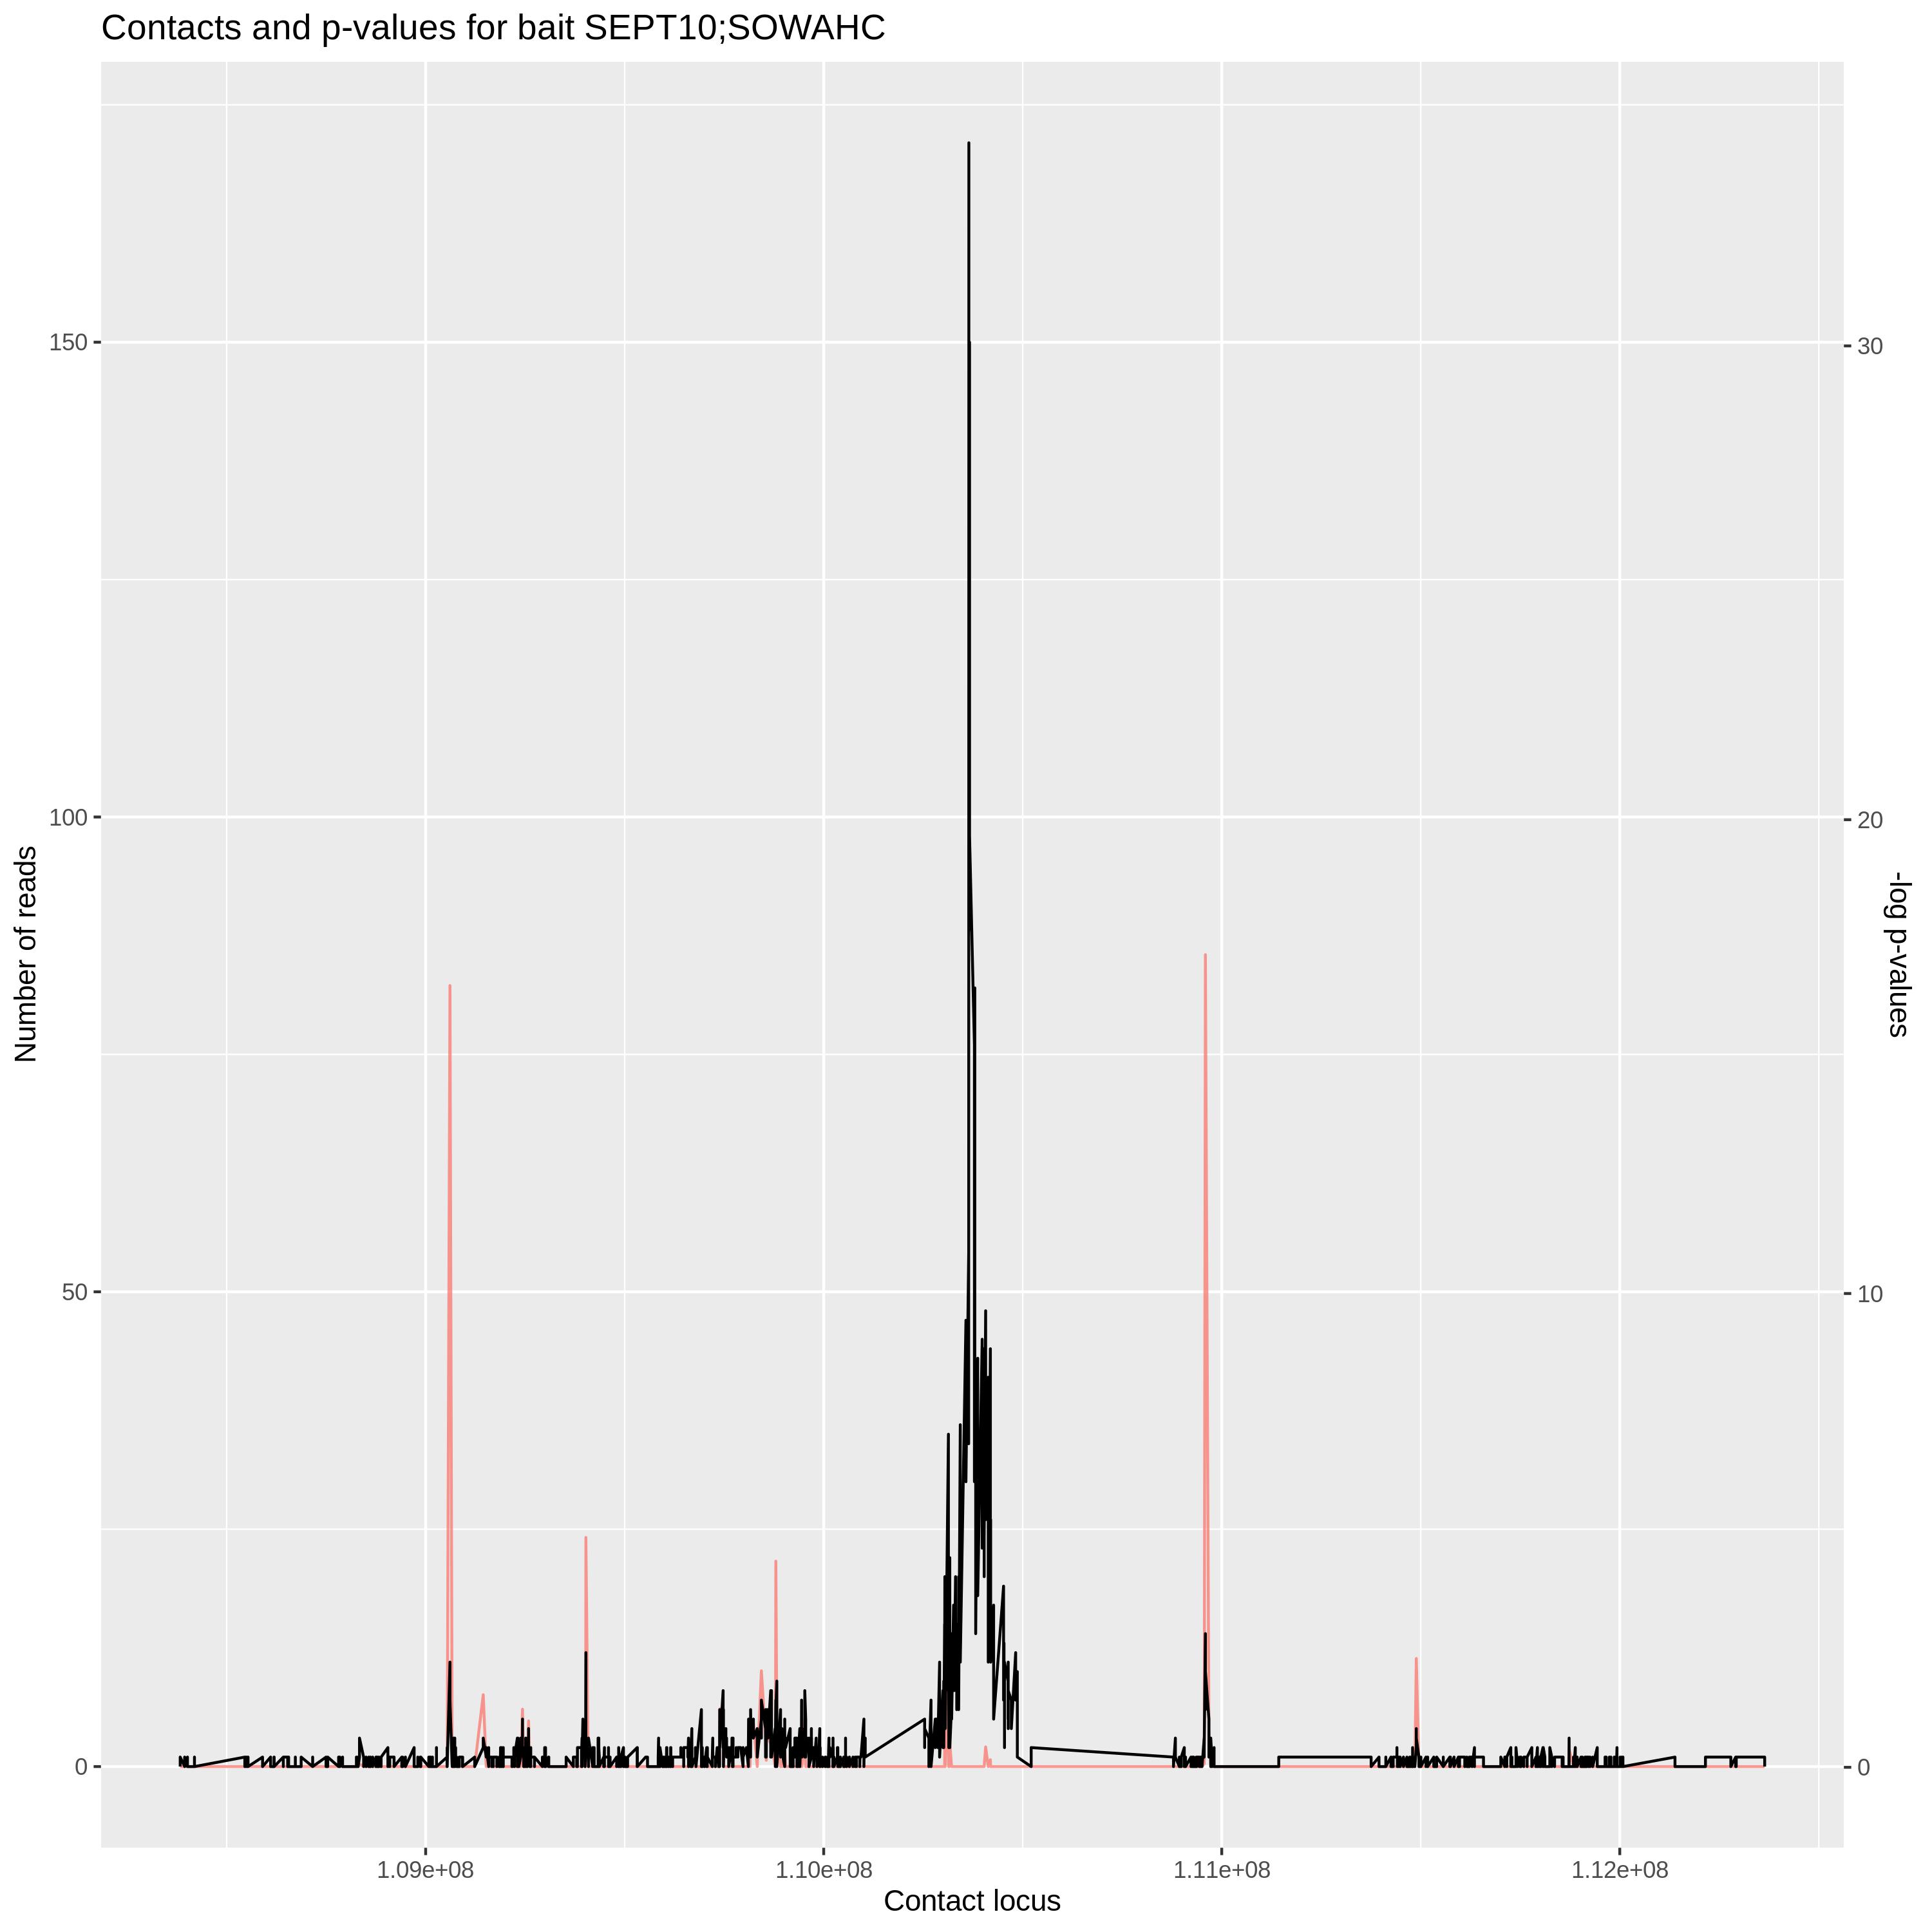 Contacts and p-values for bait SEPT10;SOWAHC
150
100
50
0
Number of reads
30
20
10
0
-log p-values
1.09e+08
1.10e+08
1.11e+08
1.12e+08
Contact locus